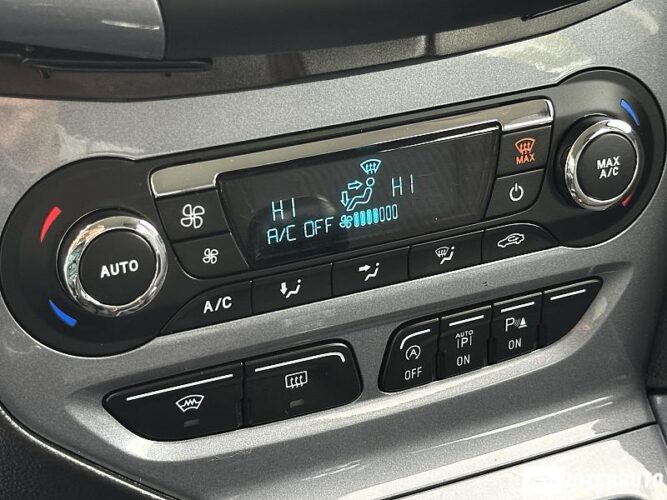 MAX
HI
HI
A/C OFF
MAX
A/C
AUTO
A/C
AUTO
(A) OFF
|P| ON
P ON